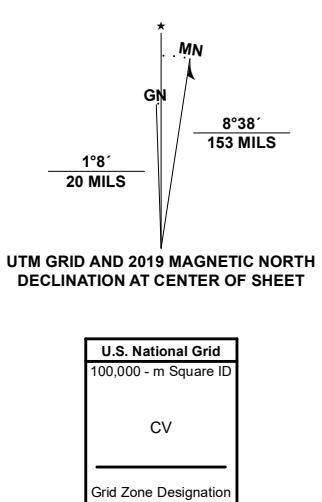 ★
MN
GN
8°38´
153 MILS
1°8´
20 MILS
UTM GRID AND 2019 MAGNETIC NORTH
DECLINATION AT CENTER OF SHEET
U.S. National Grid
100,000 - m Square ID
CV
Grid Zone Designation